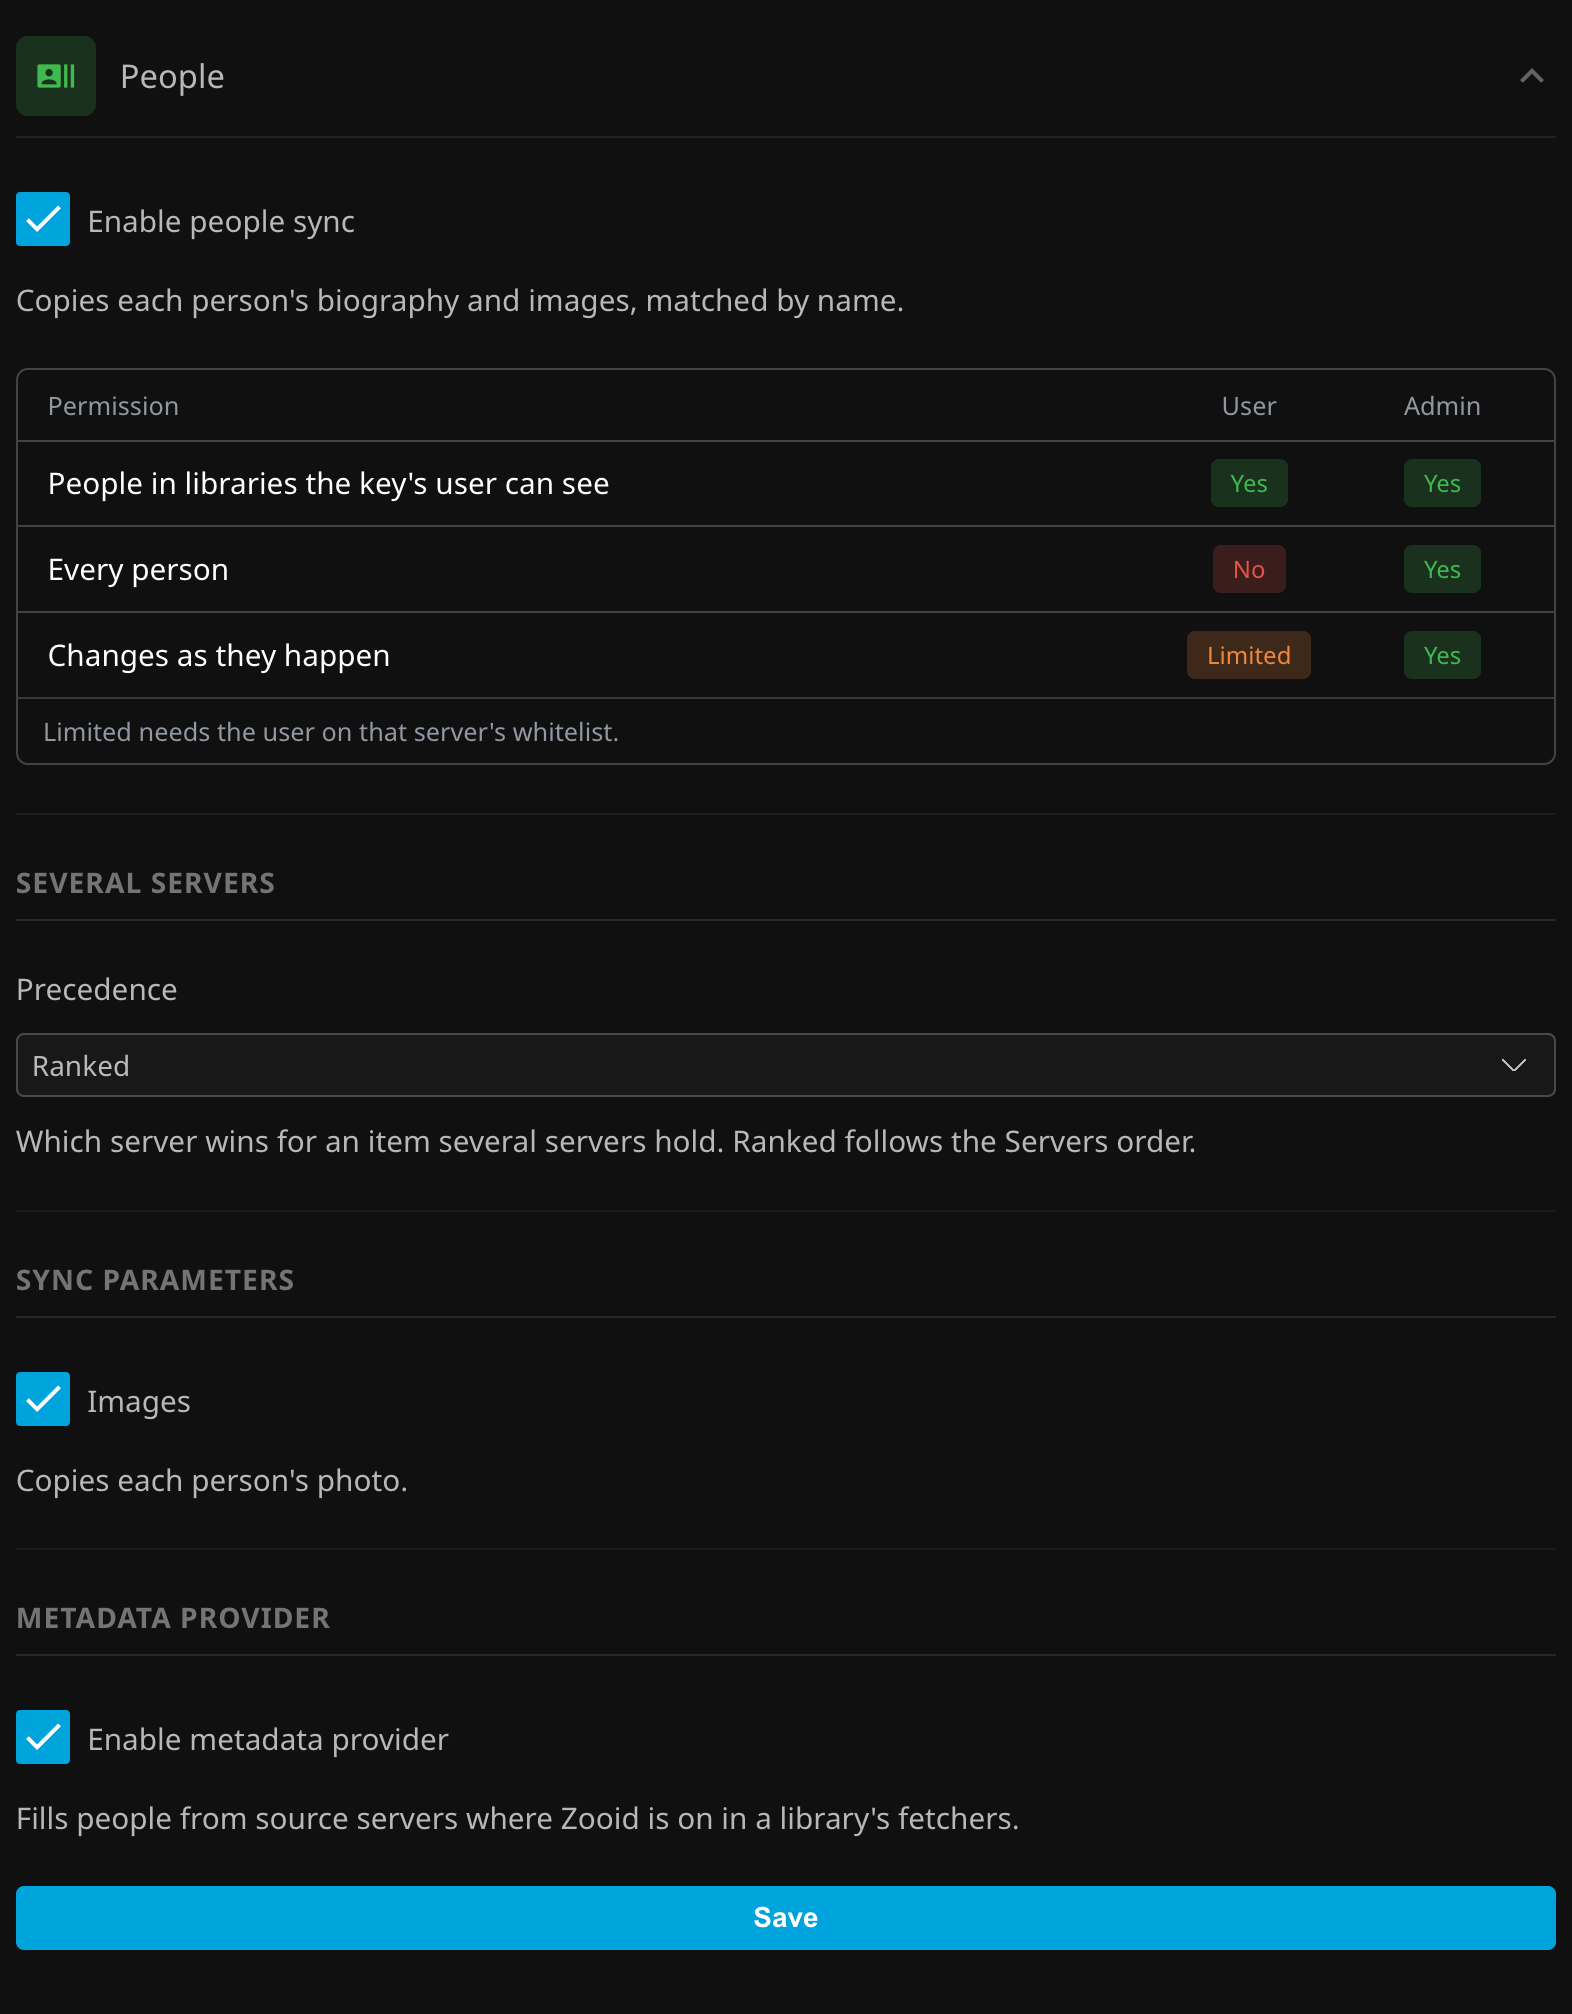 People
Enable people sync
Copies each person's biography and images, matched by name.
Permission User Admin
People in libraries the key's user can see Yes Yes
Every person No Yes
Changes as they happen Limited Yes
Limited needs the user on that server's whitelist.
SEVERAL SERVERS
Precedence
Ranked
Which server wins for an item several servers hold. Ranked follows the Servers order.
SYNC PARAMETERS
Images
Copies each person's photo.
METADATA PROVIDER
Enable metadata provider
Fills people from source servers where Zooid is on in a library's fetchers.
Save